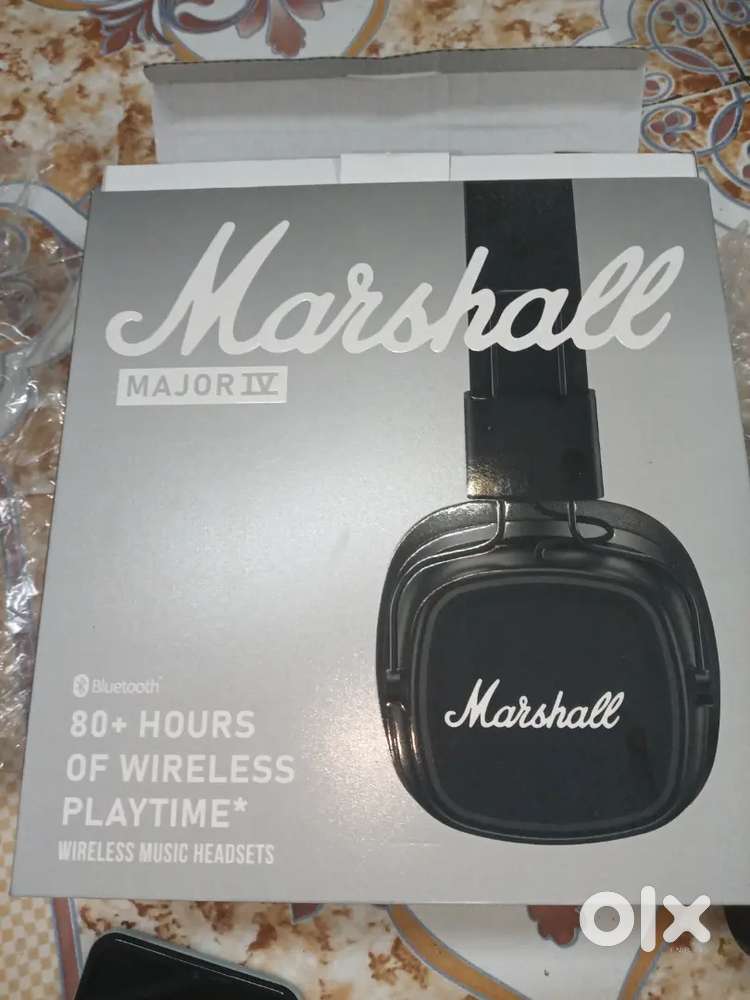 Marshall
MAJOR IV
Marshall
Bluetooth
80+ HOURS
OF WIRELESS
PLAYTIME*
WIRELESS MUSIC HEADSETS
olx